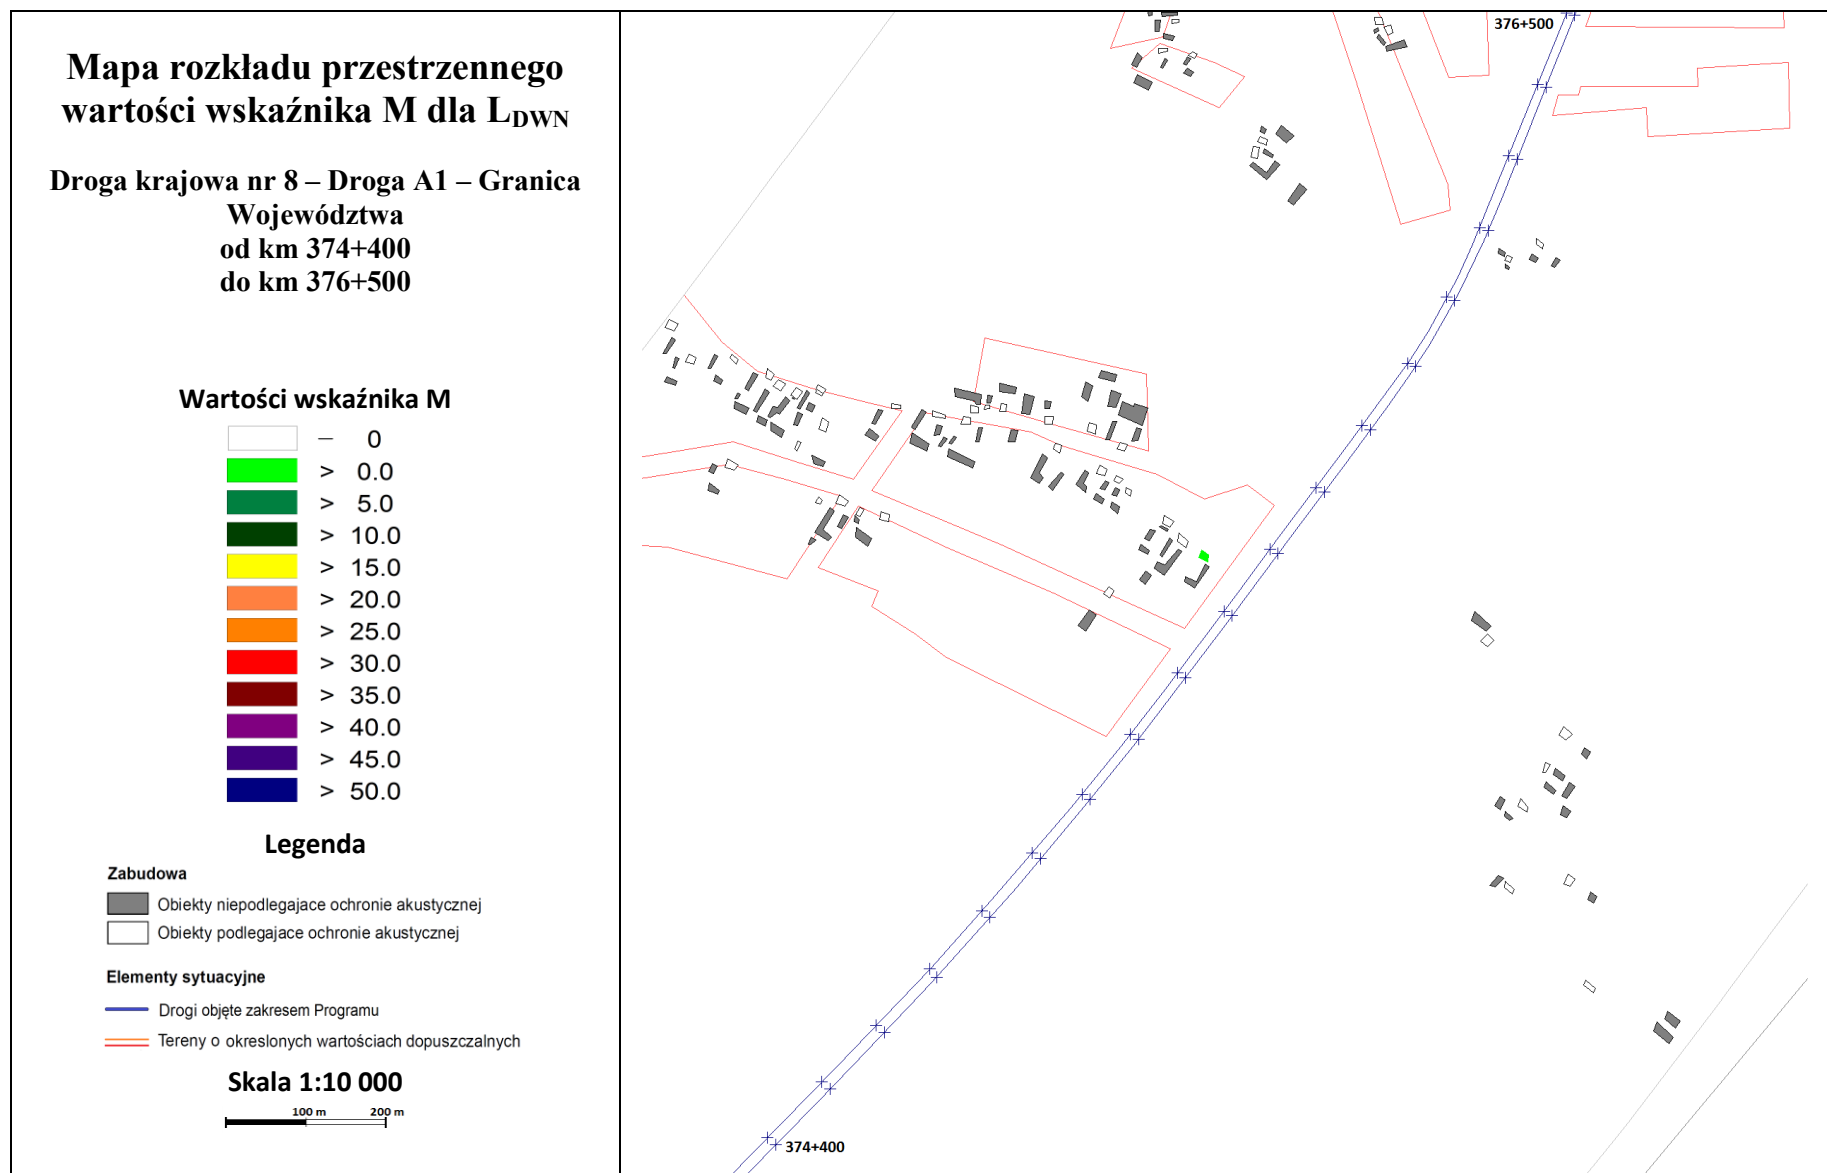 Mapa rozkładu przestrzennego
wartości wskaźnika M dla LDWN
Droga krajowa nr 8 – Droga A1 – Granica
Województwa
od km 374+400
do km 376+500
Wartości wskaźnika M
– 0
> 0.0
> 5.0
> 10.0
> 15.0
> 20.0
> 25.0
> 30.0
> 35.0
> 40.0
> 45.0
> 50.0
Legenda
Zabudowa
Obiekty niepodlegajace ochronie akustycznej
Obiekty podlegajace ochronie akustycznej
Elementy sytuacyjne
Drogi objęte zakresem Programu
Tereny o okreslonych wartościach dopuszczalnych
Skala 1:10 000
100 m 200 m
376+500
374+400